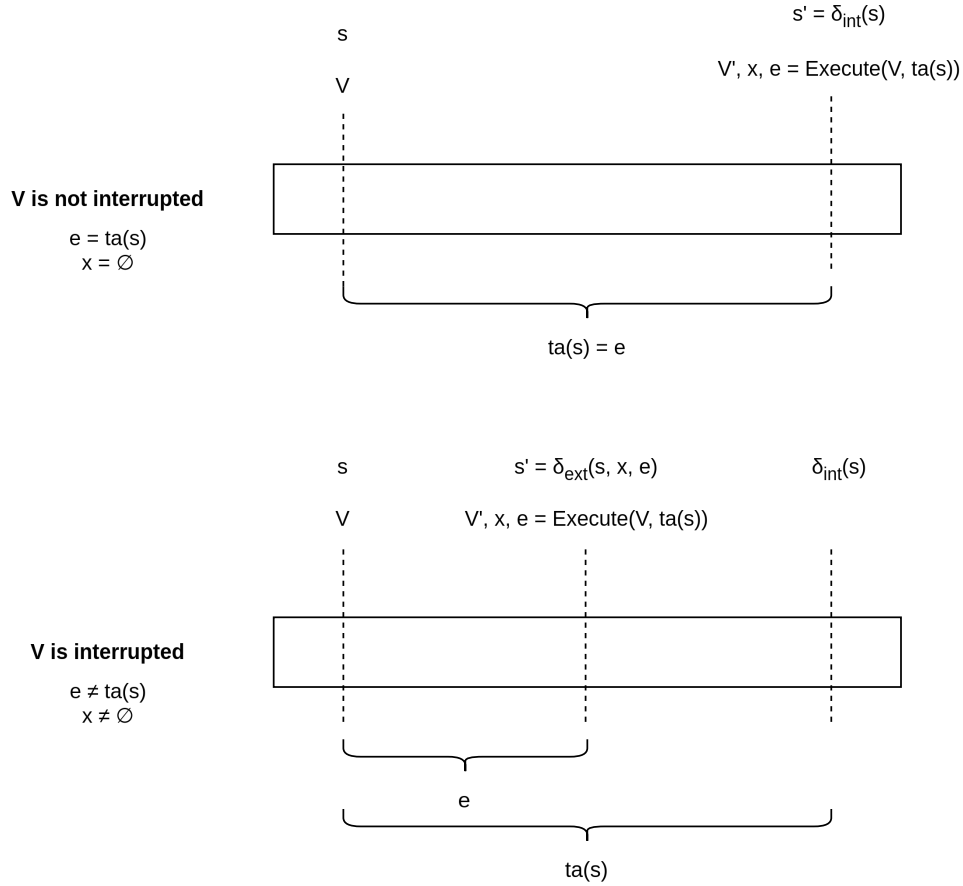 s
s' = δint(s)
V
V', x, e = Execute(V, ta(s))
V is not interrupted
e = ta(s)
x = ∅
ta(s) = e
s
s' = δext(s, x, e)
δint(s)
V
V', x, e = Execute(V, ta(s))
V is interrupted
e ≠ ta(s)
x ≠ ∅
e
ta(s)